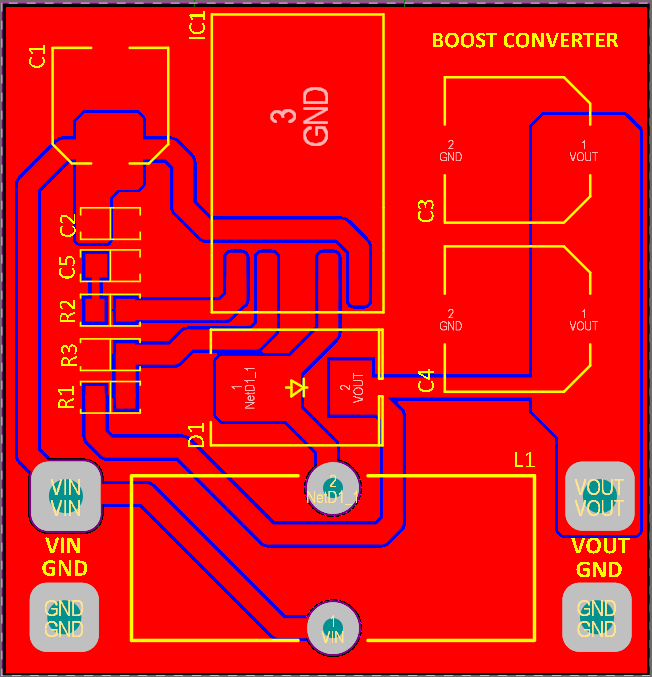 IC1
BOOST CONVERTER
C1
3
GND
2
GND
1
VOUT
C3
C2
C5
R2
R3
R1
2
GND
1
VOUT
C4
1
NetD1_1
2
VOUT
D1
L1
VIN
VIN
2
NetD1_1
VOUT
VOUT
VIN
GND
VOUT
GND
GND
GND
1
VIN
GND
GND